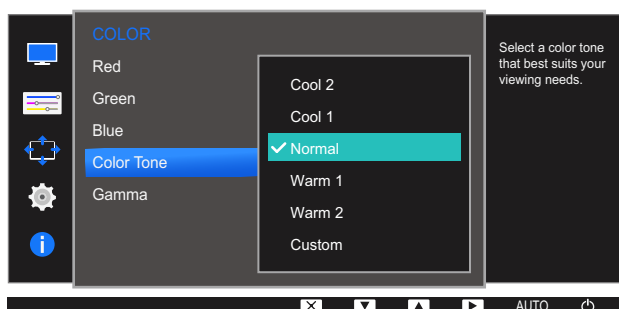 COLOR
Red
Green
Blue
Color Tone
Gamma
Cool 2
Cool 1
Normal
Warm 1
Warm 2
Custom
Select a color tone
that best suits your
viewing needs.
AUTO